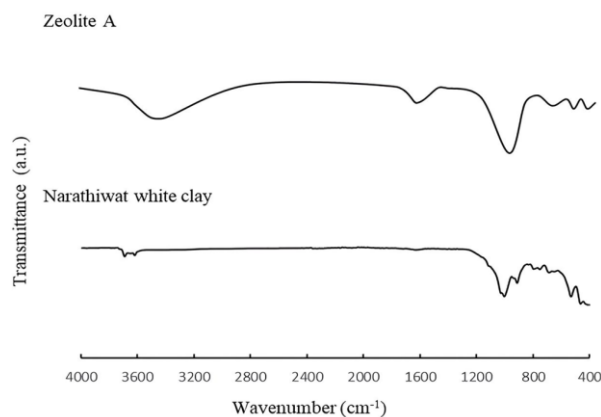 Zeolite A
Transmittance (a.u.)
Narathiwat white clay
4000 3600 3200 2800 2400 2000 1600 1200 800 400
Wavenumber (cm⁻¹)